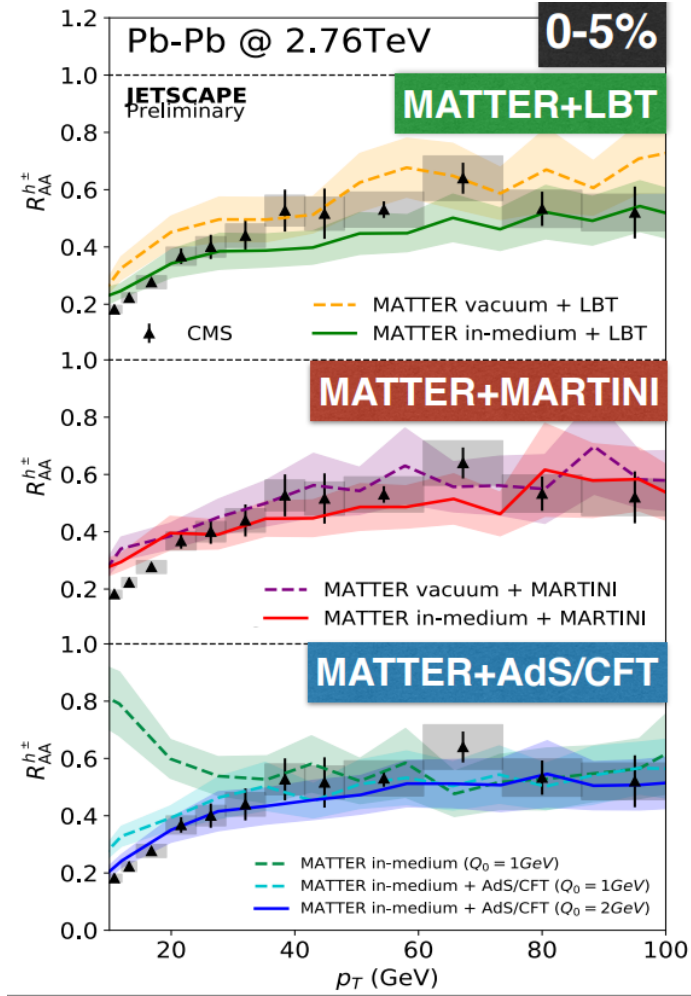 Pb-Pb @ 2.76TeV
0-5%
JETSCAPE
Preliminary
MATTER+LBT
1.2
1.0
0.8
0.6
0.4
0.2
R_AA^h±
CMS
MATTER vacuum + LBT
MATTER in-medium + LBT
MATTER+MARTINI
1.0
0.8
0.6
0.4
0.2
R_AA^h±
MATTER vacuum + MARTINI
MATTER in-medium + MARTINI
MATTER+AdS/CFT
1.0
0.8
0.6
0.4
0.2
0.0
R_AA^h±
MATTER in-medium (Q₀ = 1GeV)
MATTER in-medium + AdS/CFT (Q₀ = 1GeV)
MATTER in-medium + AdS/CFT (Q₀ = 2GeV)
20 40 60 80 100
p_T (GeV)